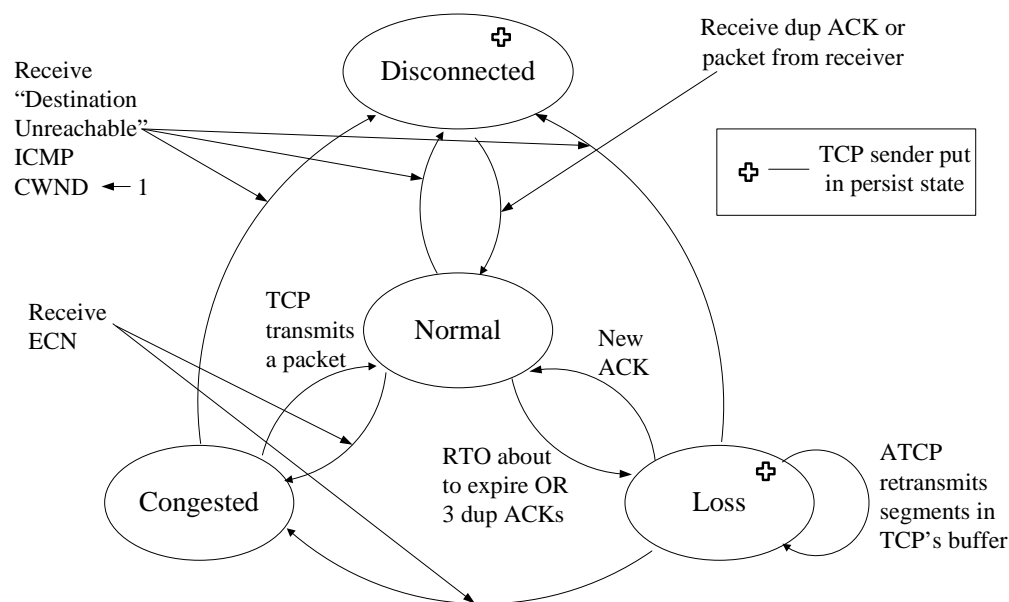 Receive dup ACK or
packet from receiver
Disconnected
Receive
“Destination
Unreachable”
ICMP
CWND ← 1
TCP sender put
in persist state
Receive
ECN
TCP
transmits
a packet
Normal
New
ACK
RTO about
to expire OR
3 dup ACKs
Congested
Loss
ATCP
retransmits
segments in
TCP’s buffer